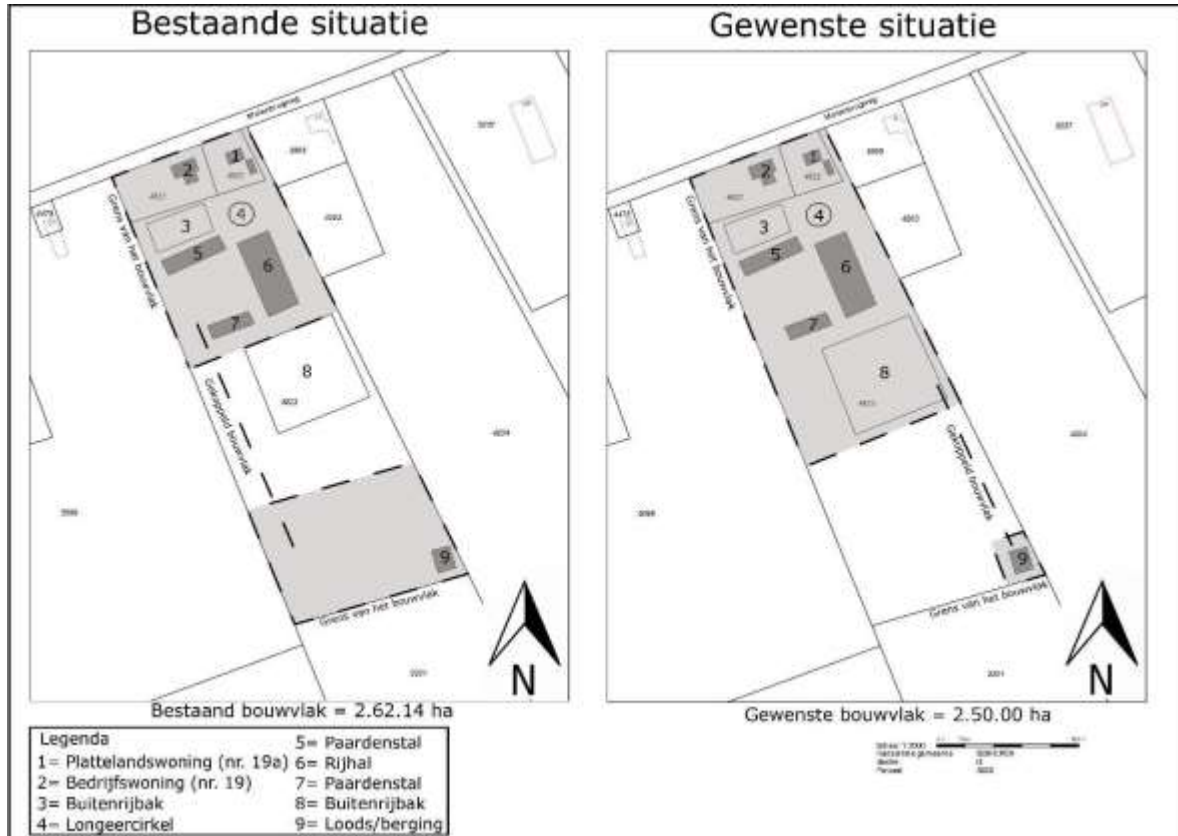 Bestaande situatie
Gewenste situatie
2
1
3
4
5
6
7
8
9
Grens van het bouwvlak
Gekoppeld bouwvlak
Grens van het bouwvlak
N
2
1
3
4
5
6
7
8
9
Grens van het bouwvlak
Gekoppeld bouwvlak
Grens van het bouwvlak
N
Bestaand bouwvlak = 2.62.14 ha
Gewenste bouwvlak = 2.50.00 ha
Legenda
1= Plattelandswoning (nr. 19a)
2= Bedrijfswoning (nr. 19)
3= Buitenrijbak
4= Longeercirkel
5= Paardenstal
6= Rijhal
7= Paardenstal
8= Buitenrijbak
9= Loods/berging